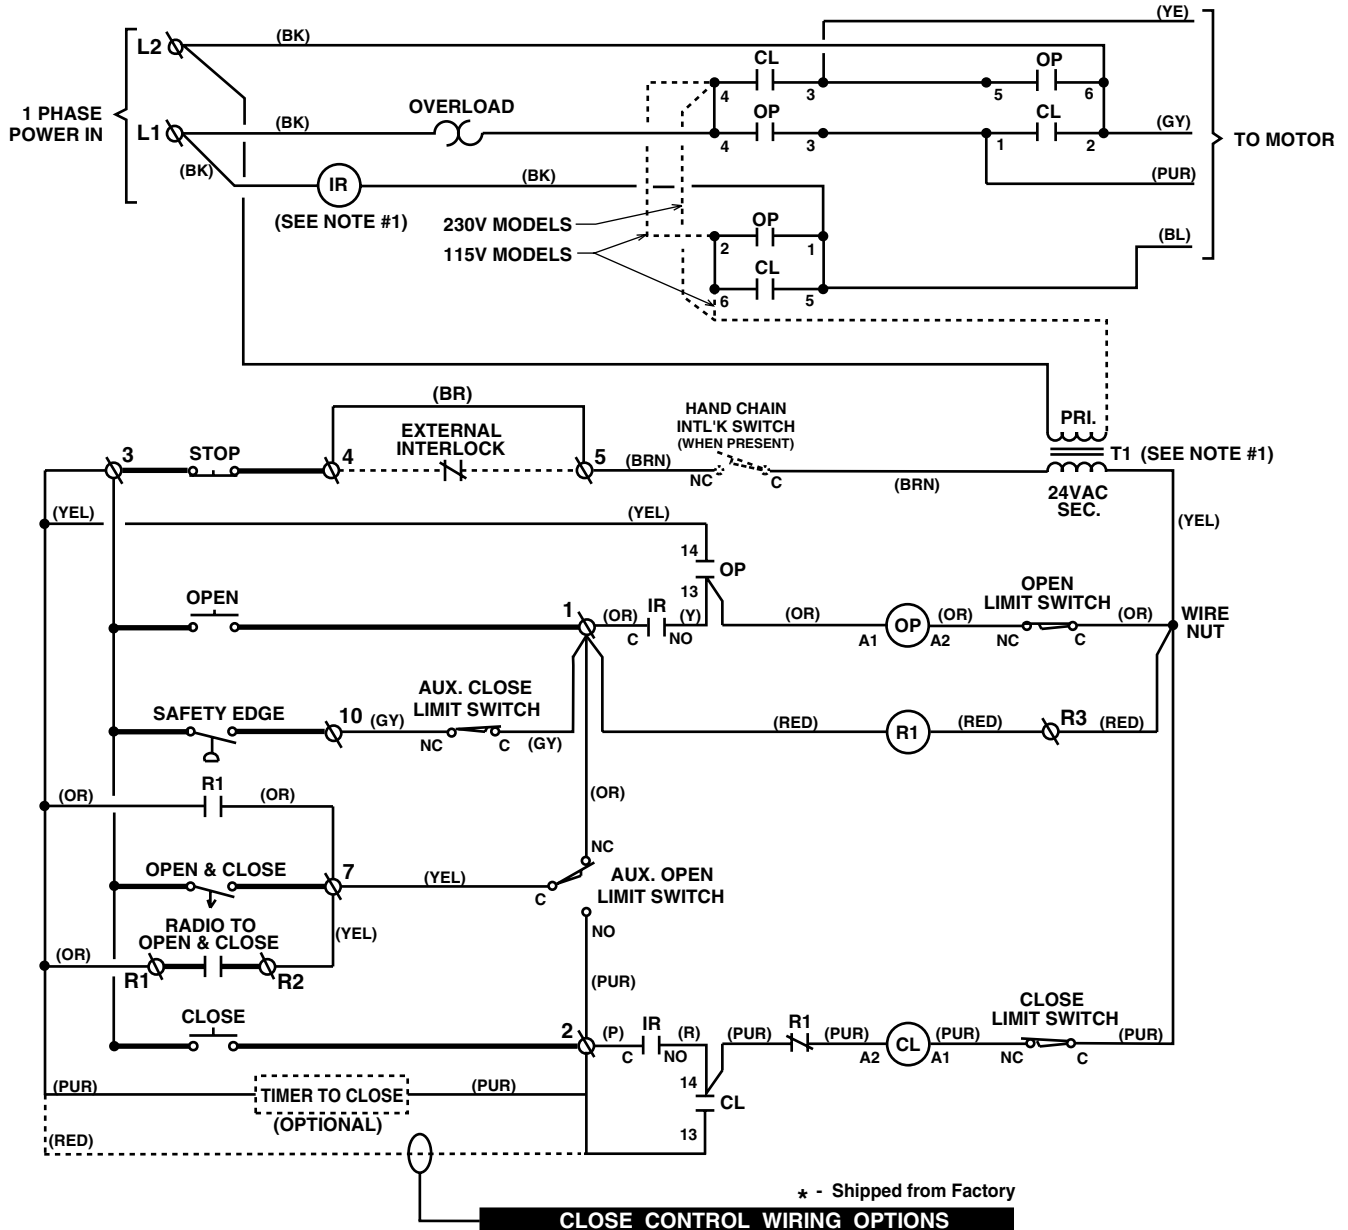 (YE)
L2
(BK)
CL
OP
4
3
5
6
1 PHASE
POWER IN
OVERLOAD
L1
(BK)
OP
CL
(GY)
4
3
1
2
TO MOTOR
(BK)
IR
(BK)
(PUR)
(SEE NOTE #1)
230V MODELS
OP
(BL)
115V MODELS
2
1
CL
6
5
(BR)
HAND CHAIN
INTL'K SWITCH
(WHEN PRESENT)
PRI.
3
STOP
4
EXTERNAL
INTERLOCK
5
(BRN)
NC
C
(BRN)
T1 (SEE NOTE #1)
24VAC
SEC.
(YEL)
(YEL)
(YEL)
14
OP
13
OPEN
1
(OR)
IR
(Y)
C
NO
(OR)
OP
A1
A2
(OR)
OPEN
LIMIT SWITCH
(OR)
NC
C
WIRE
NUT
SAFETY EDGE
10
(GY)
AUX. CLOSE
LIMIT SWITCH
NC
C
(GY)
(RED)
R1
(RED)
R3
(RED)
(OR)
R1
(OR)
(OR)
OPEN & CLOSE
7
(YEL)
NC
C
AUX. OPEN
LIMIT SWITCH
NO
RADIO TO
OPEN & CLOSE
(YEL)
(OR)
R1
R2
(PUR)
CLOSE
2
(P)
IR
(R)
C
NO
(PUR)
R1
(PUR)
CL
A2
A1
(PUR)
CLOSE
LIMIT SWITCH
(PUR)
NC
C
14
CL
13
(PUR)
TIMER TO CLOSE
(PUR)
(OPTIONAL)
(RED)
* - Shipped from Factory
CLOSE CONTROL WIRING OPTIONS